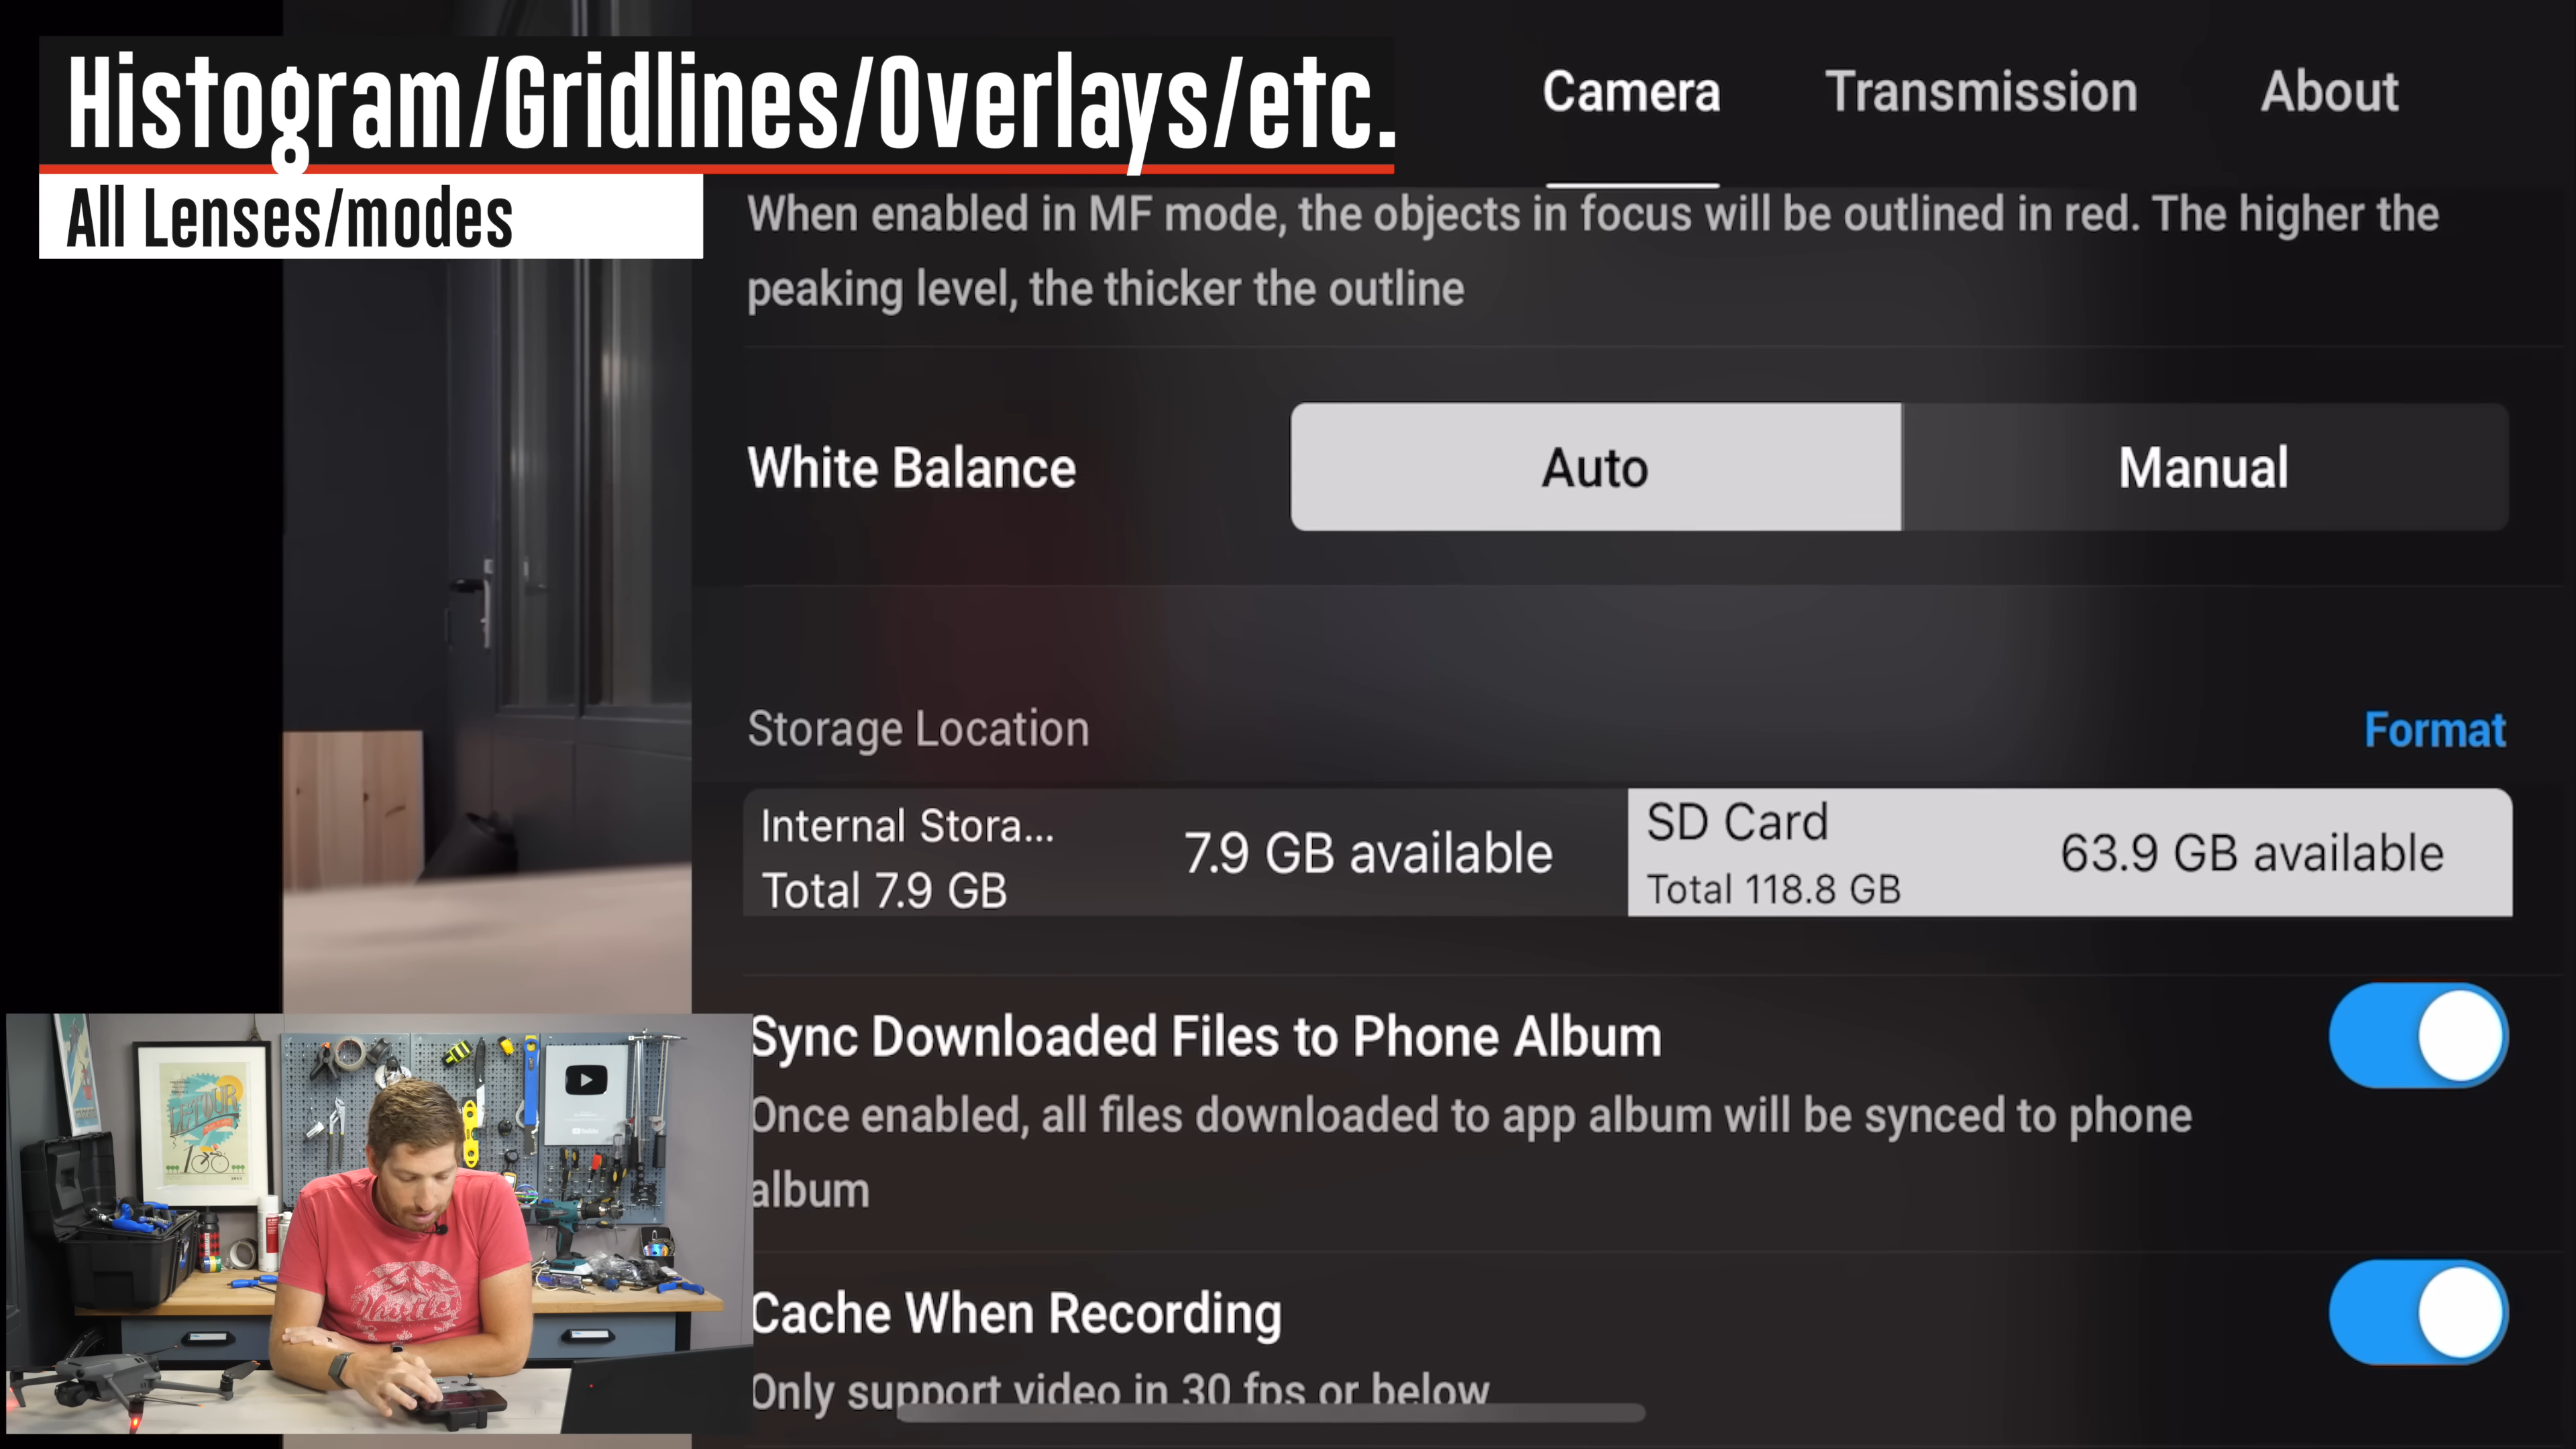 Histogram/Gridlines/Overlays/etc.
All Lenses/modes
Camera Transmission About
When enabled in MF mode, the objects in focus will be outlined in red. The higher the
peaking level, the thicker the outline
White Balance Auto Manual
Storage Location Format
Internal Stora... 7.9 GB available
Total 7.9 GB
SD Card 63.9 GB available
Total 118.8 GB
Sync Downloaded Files to Phone Album
Once enabled, all files downloaded to app album will be synced to phone
album
Cache When Recording
Only support video in 30 fps or below